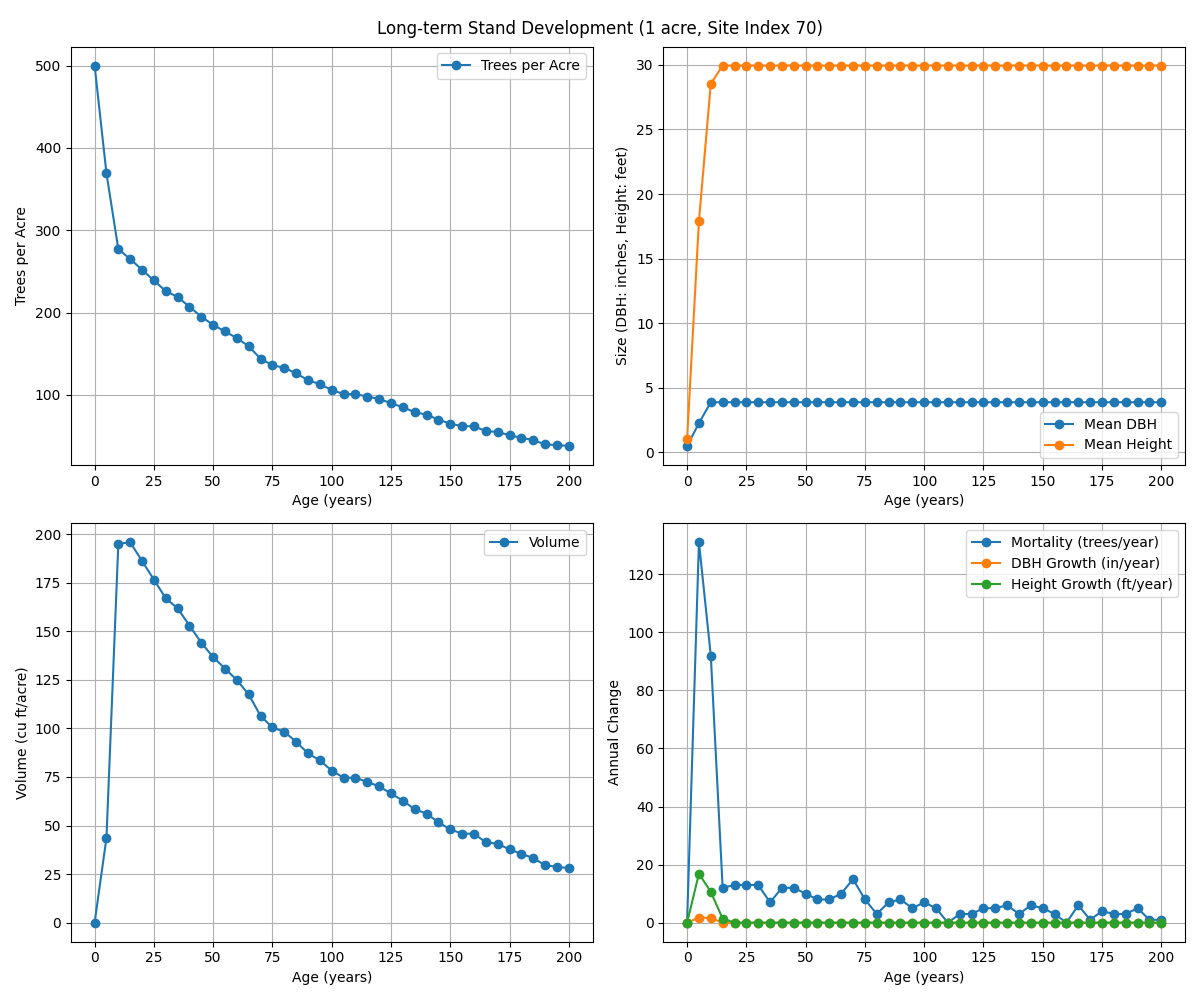 Long-term Stand Development (1 acre, Site Index 70)
Trees per Acre
500
400
300
200
100
Trees per Acre
0 25 50 75 100 125 150 175 200
Age (years)
30
25
20
15
10
5
0
Size (DBH: inches, Height: feet)
Mean DBH
Mean Height
0 25 50 75 100 125 150 175 200
Age (years)
Volume
200
175
150
125
100
75
50
25
0
Volume (cu ft/acre)
0 25 50 75 100 125 150 175 200
Age (years)
Mortality (trees/year)
DBH Growth (in/year)
Height Growth (ft/year)
120
100
80
60
40
20
0
Annual Change
0 25 50 75 100 125 150 175 200
Age (years)